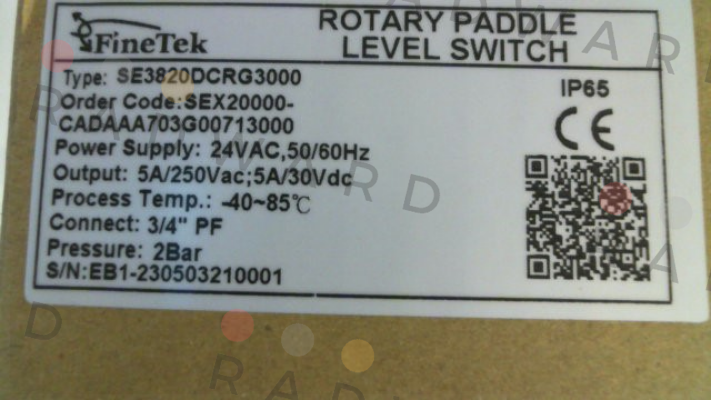 FineTek
ROTARY PADDLE
LEVEL SWITCH
Type: SE3820DCRG3000
Order Code:SEX20000-
CADAAA703G00713000
Power Supply: 24VAC,50/60Hz
Output: 5A/250Vac;5A/30Vdc
Process Temp.: -40~85℃
Connect: 3/4" PF
Pressure: 2Bar
S/N:EB1-230503210001
IP65
CE
RADWARD